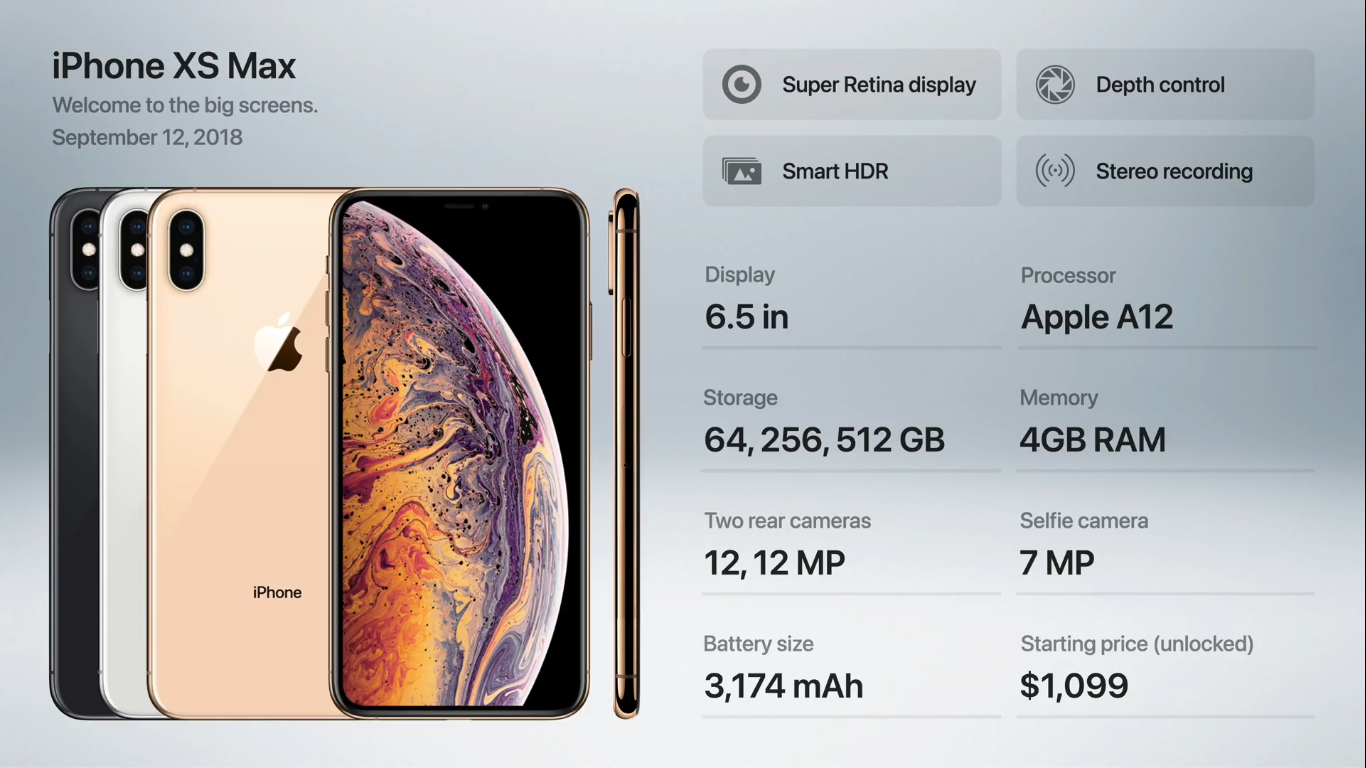 iPhone XS Max
Welcome to the big screens.
September 12, 2018
iPhone
Super Retina display
Depth control
Smart HDR
Stereo recording
Display
6.5 in
Processor
Apple A12
Storage
64, 256, 512 GB
Memory
4GB RAM
Two rear cameras
12, 12 MP
Selfie camera
7 MP
Battery size
3,174 mAh
Starting price (unlocked)
$1,099